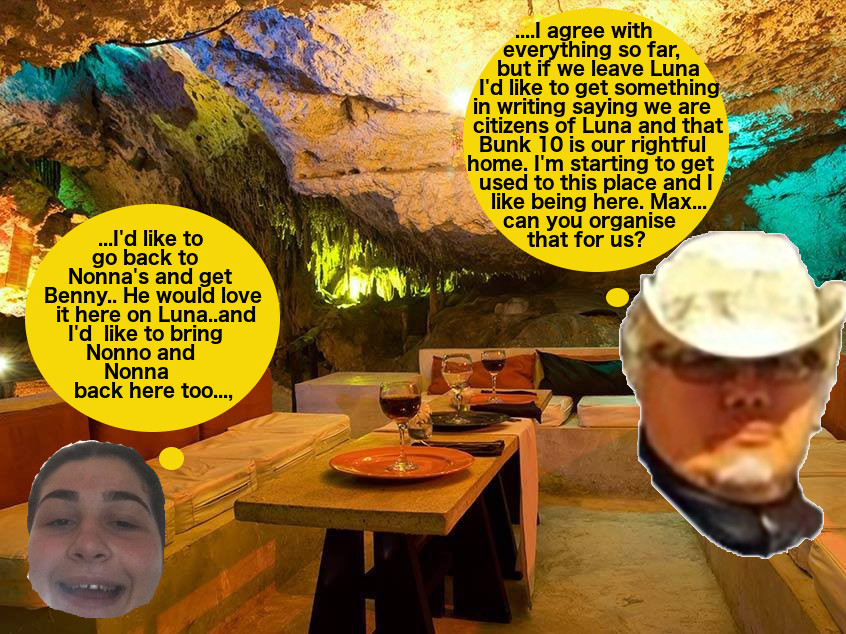 ...I'd like to
go back to
Nonna's and get
Benny.. He would love
it here on Luna..and
I'd  like to bring
Nonno and
Nonna
back here too...,
....I agree with
everything so far,
but if we leave Luna
I'd like to get something
in writing saying we are
citizens of Luna and that
Bunk 10 is our rightful
home. I'm starting to get
used to this place and I
like being here. Max...
can you organise
that for us?